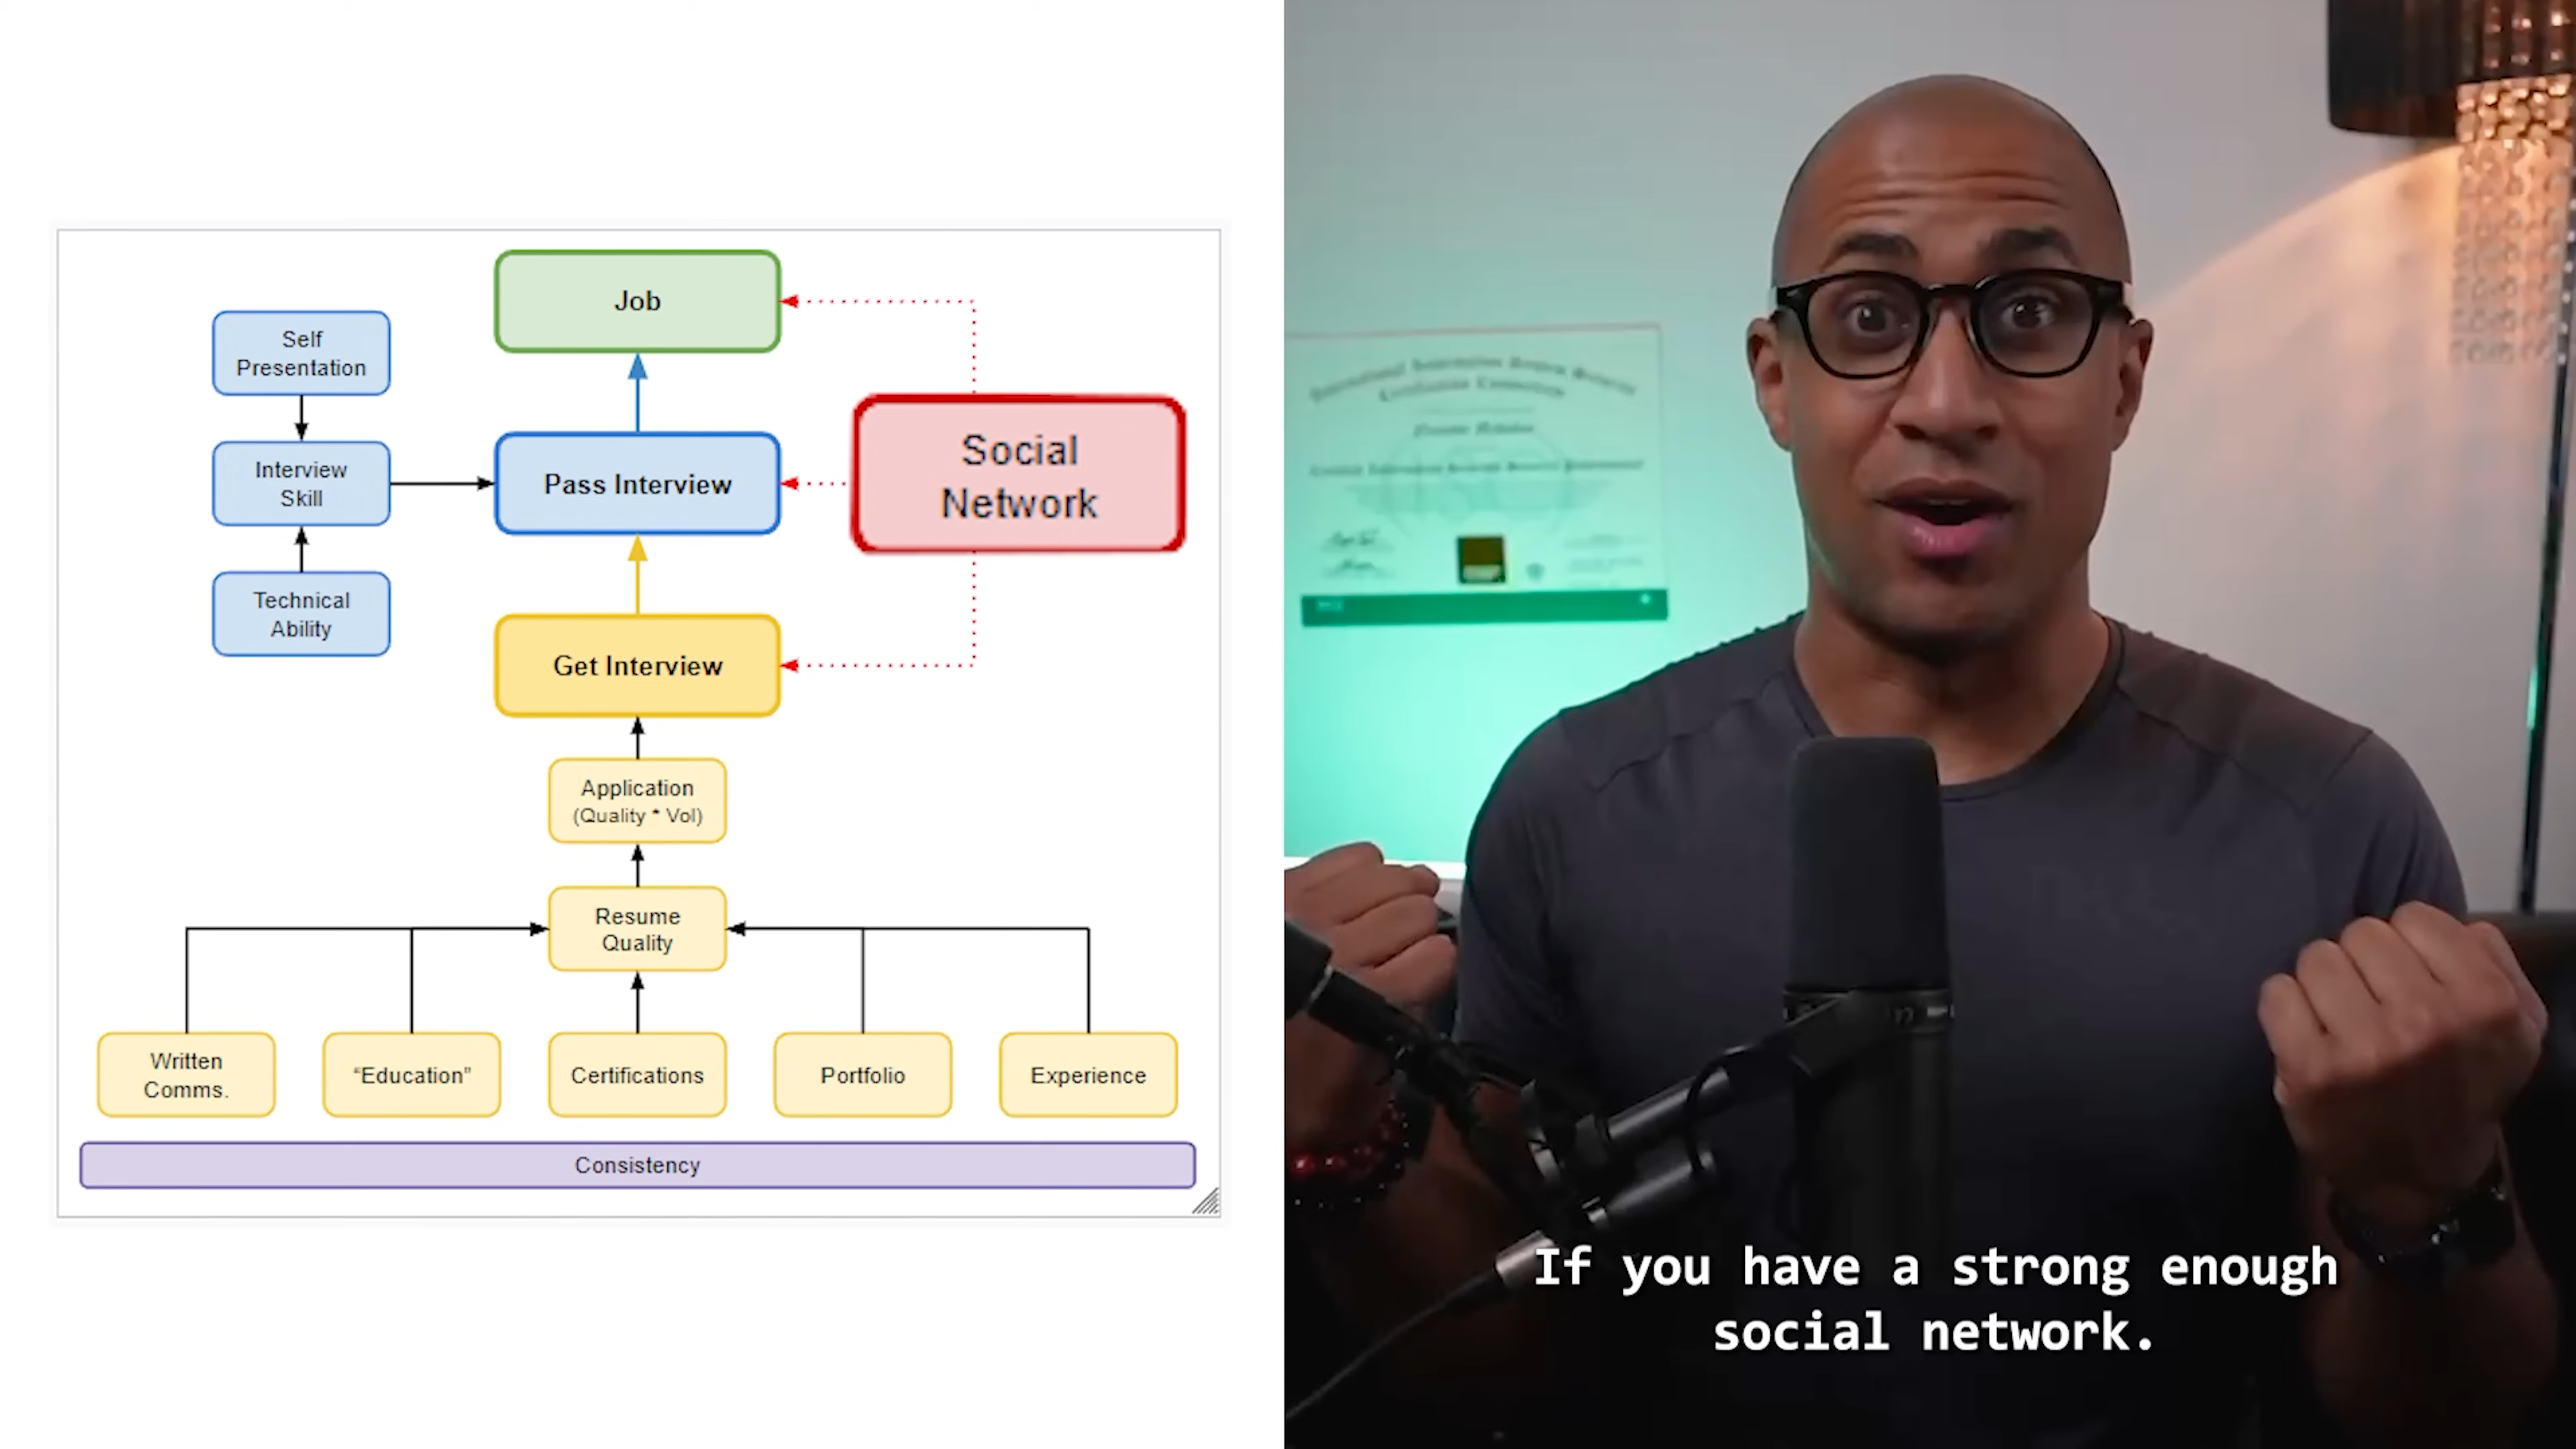 Job
Self
Presentation
Social
Network
Interview
Skill
Pass Interview
Technical
Ability
Get Interview
Application
(Quality * Vol)
Resume
Quality
Written
Comms.
“Education”
Certifications
Portfolio
Experience
Consistency
If you have a strong enough
social network.